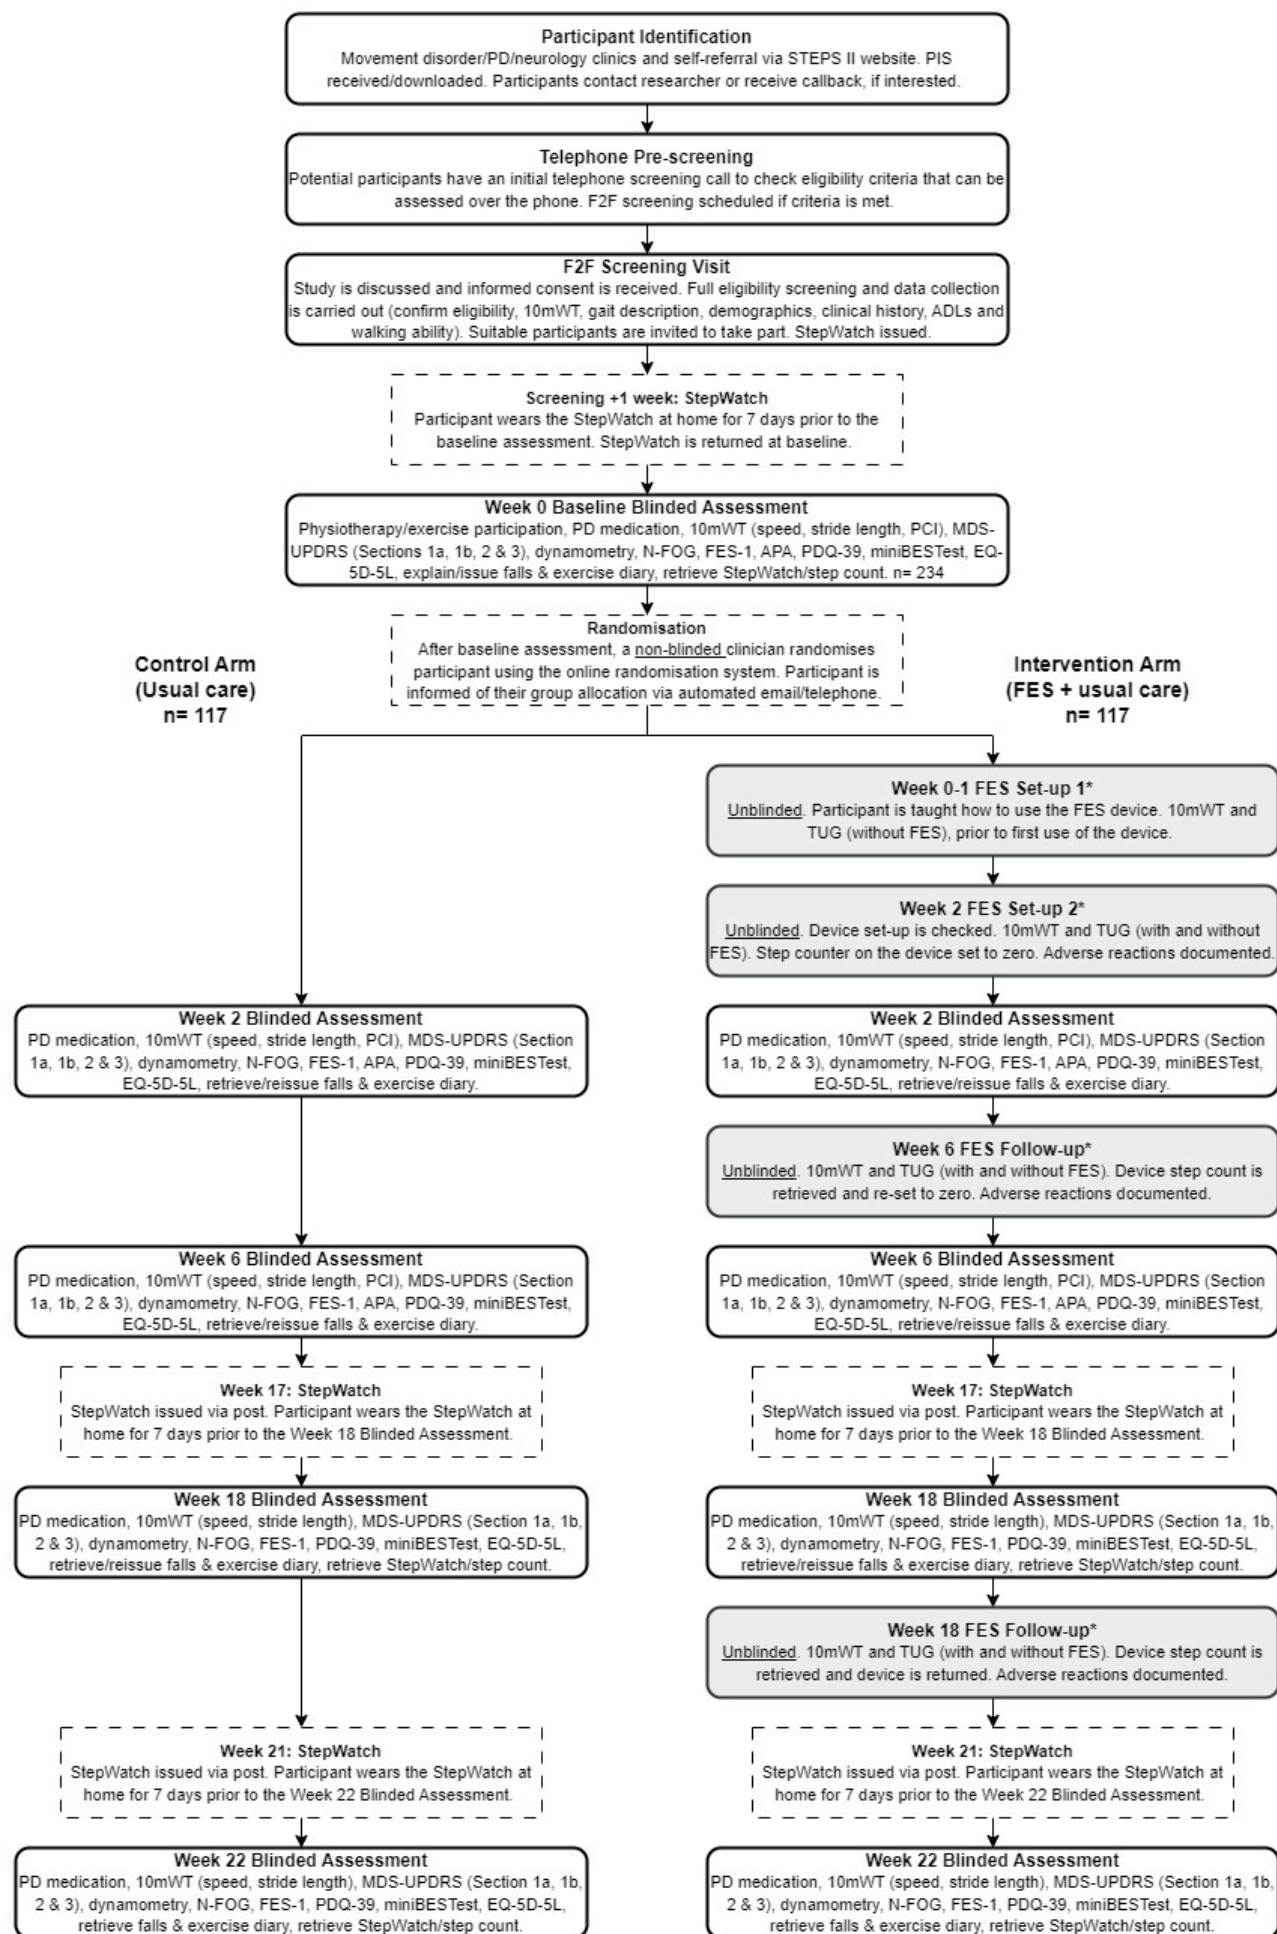 Participant Identification
Movement disorder/PD/neurology clinics and self-referral via STEPS II website. PIS
received/downloaded. Participants contact researcher or receive callback, if interested.
Telephone Pre-screening
Potential participants have an initial telephone screening call to check eligibility criteria that can be
assessed over the phone. F2F screening scheduled if criteria is met.
F2F Screening Visit
Study is discussed and informed consent is received. Full eligibility screening and data collection
is carried out (confirm eligibility, 10mWT, gait description, demographics, clinical history, ADLs and
walking ability). Suitable participants are invited to take part. StepWatch issued.
Screening +1 week: StepWatch
Participant wears the StepWatch at home for 7 days prior to the
baseline assessment. StepWatch is returned at baseline.
Week 0 Baseline Blinded Assessment
Physiotherapy/exercise participation, PD medication, 10mWT (speed, stride length, PCI), MDS-
UPDRS (Sections 1a, 1b, 2 & 3), dynamometry, N-FOG, FES-1, APA, PDQ-39, miniBESTest, EQ-
5D-5L, explain/issue falls & exercise diary, retrieve StepWatch/step count. n= 234
Randomisation
After baseline assessment, a non-blinded clinician randomises
participant using the online randomisation system. Participant is
informed of their group allocation via automated email/telephone.
Control Arm
(Usual care)
n= 117
Intervention Arm
(FES + usual care)
n= 117
Week 0-1 FES Set-up 1*
Unblinded. Participant is taught how to use the FES device. 10mWT and
TUG (without FES), prior to first use of the device.
Week 2 FES Set-up 2*
Unblinded. Device set-up is checked. 10mWT and TUG (with and without
FES). Step counter on the device set to zero. Adverse reactions documented.
Week 2 Blinded Assessment
PD medication, 10mWT (speed, stride length, PCI), MDS-UPDRS (Section
1a, 1b, 2 & 3), dynamometry, N-FOG, FES-1, APA, PDQ-39, miniBESTest,
EQ-5D-5L, retrieve/reissue falls & exercise diary.
Week 2 Blinded Assessment
PD medication, 10mWT (speed, stride length, PCI), MDS-UPDRS (Section
1a, 1b, 2 & 3), dynamometry, N-FOG, FES-1, APA, PDQ-39, miniBESTest,
EQ-5D-5L, retrieve/reissue falls & exercise diary.
Week 6 FES Follow-up*
Unblinded. 10mWT and TUG (with and without FES). Device step count is
retrieved and re-set to zero. Adverse reactions documented.
Week 6 Blinded Assessment
PD medication, 10mWT (speed, stride length, PCI), MDS-UPDRS (Section
1a, 1b, 2 & 3), dynamometry, N-FOG, FES-1, APA, PDQ-39, miniBESTest,
EQ-5D-5L, retrieve/reissue falls & exercise diary.
Week 6 Blinded Assessment
PD medication, 10mWT (speed, stride length, PCI), MDS-UPDRS (Section
1a, 1b, 2 & 3), dynamometry, N-FOG, FES-1, APA, PDQ-39, miniBESTest,
EQ-5D-5L, retrieve/reissue falls & exercise diary.
Week 17: StepWatch
StepWatch issued via post. Participant wears the StepWatch at
home for 7 days prior to the Week 18 Blinded Assessment.
Week 17: StepWatch
StepWatch issued via post. Participant wears the StepWatch at
home for 7 days prior to the Week 18 Blinded Assessment.
Week 18 Blinded Assessment
PD medication, 10mWT (speed, stride length), MDS-UPDRS (Section 1a, 1b,
2 & 3), dynamometry, N-FOG, FES-1, PDQ-39, miniBESTest, EQ-5D-5L,
retrieve/reissue falls & exercise diary, retrieve StepWatch/step count.
Week 18 Blinded Assessment
PD medication, 10mWT (speed, stride length), MDS-UPDRS (Section 1a, 1b,
2 & 3), dynamometry, N-FOG, FES-1, PDQ-39, miniBESTest, EQ-5D-5L,
retrieve/reissue falls & exercise diary, retrieve StepWatch/step count.
Week 18 FES Follow-up*
Unblinded. 10mWT and TUG (with and without FES). Device step count is
retrieved and device is returned. Adverse reactions documented.
Week 21: StepWatch
StepWatch issued via post. Participant wears the StepWatch at
home for 7 days prior to the Week 22 Blinded Assessment.
Week 21: StepWatch
StepWatch issued via post. Participant wears the StepWatch at
home for 7 days prior to the Week 22 Blinded Assessment.
Week 22 Blinded Assessment
PD medication, 10mWT (speed, stride length), MDS-UPDRS (Section 1a, 1b,
2 & 3), dynamometry, N-FOG, FES-1, PDQ-39, miniBESTest, EQ-5D-5L,
retrieve falls & exercise diary, retrieve StepWatch/step count.
Week 22 Blinded Assessment
PD medication, 10mWT (speed, stride length), MDS-UPDRS (Section 1a, 1b,
2 & 3), dynamometry, N-FOG, FES-1, PDQ-39, miniBESTest, EQ-5D-5L,
retrieve falls & exercise diary, retrieve StepWatch/step count.